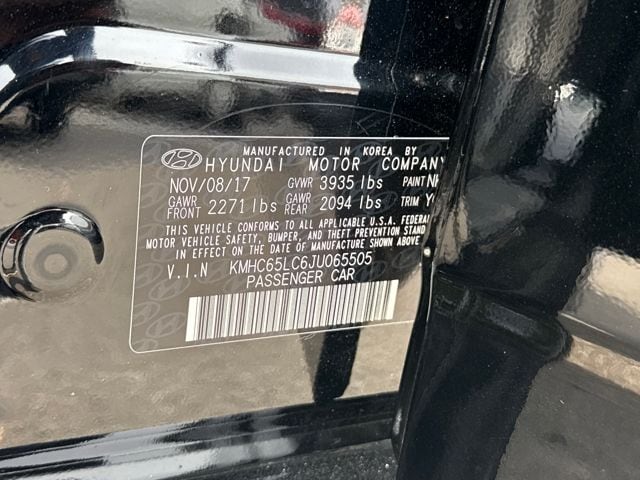 MANUFACTURED IN KOREA BY
HYUNDAI MOTOR COMPANY
NOV/08/17 GVWR 3935 lbs PAINT
GAWR FRONT 2271 lbs GAWR REAR 2094 lbs TRIM
THIS VEHICLE CONFORMS TO ALL APPLICABLE U.S.A. FEDERAL
MOTOR VEHICLE SAFETY, BUMPER, AND THEFT PREVENTION STANDARDS
IN EFFECT ON THE DATE OF MANUFACTURE SHOWN ABOVE.
V.I.N KMHC65LC6JU065505
PASSENGER CAR